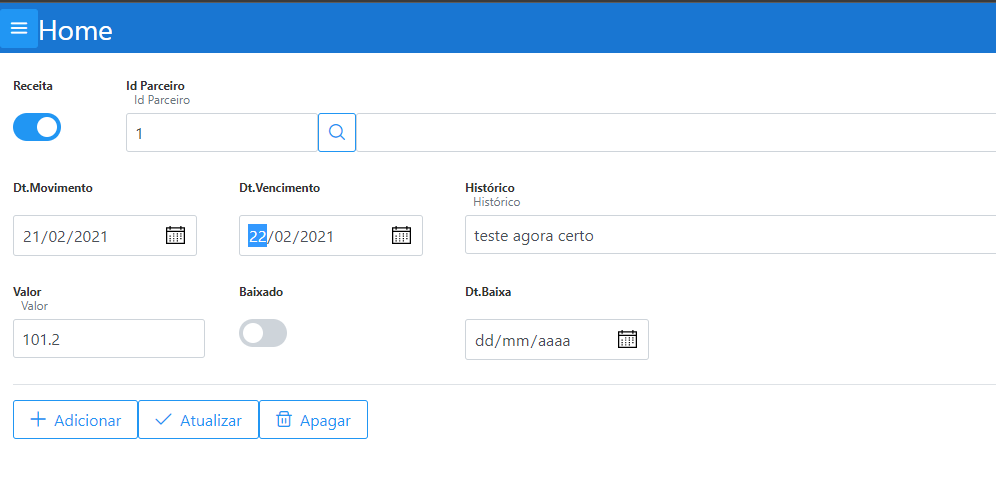 Home
Receita
Id Parceiro
Id Parceiro
1
Dt.Movimento
Dt.Vencimento
Histórico
Histórico
21/02/2021
22/02/2021
teste agora certo
Valor
Valor
Baixado
Dt.Baixa
101.2
dd/mm/aaaa
Adicionar
Atualizar
Apagar